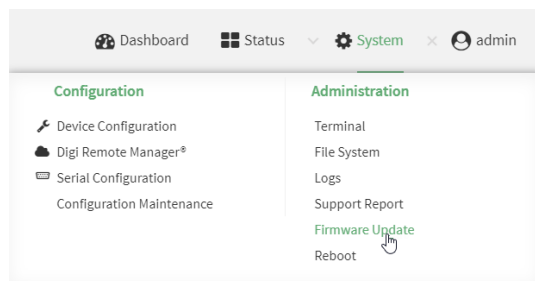 Dashboard Status System admin
Configuration
Device Configuration
Digi Remote Manager®
Serial Configuration
Configuration Maintenance
Administration
Terminal
File System
Logs
Support Report
Firmware Update
Reboot